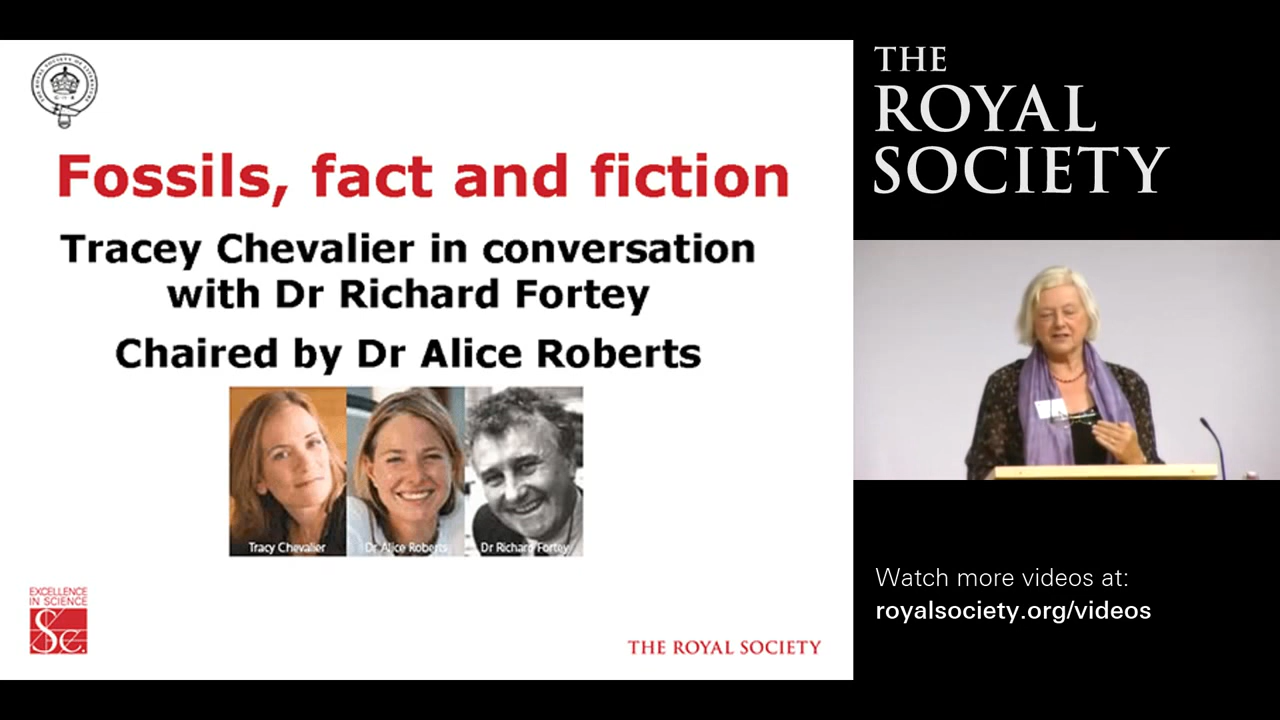 Fossils, fact and fiction
Tracey Chevalier in conversation
with Dr Richard Fortey
Chaired by Dr Alice Roberts
Tracy Chevalier
Dr Alice Roberts
Dr Richard Fortey
EXCELLENCE
IN SCIENCE
THE ROYAL SOCIETY
THE
ROYAL
SOCIETY
Watch more videos at:
royalsociety.org/videos